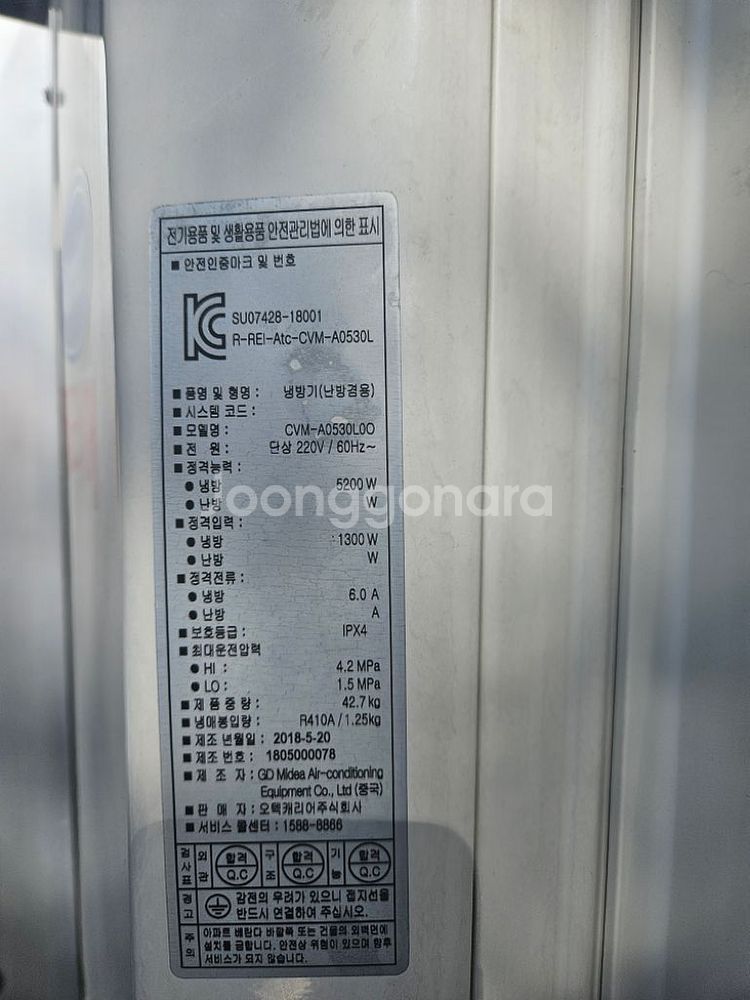 전기용품 및 생활용품 안전관리법에 의한 표시
■ 안전인증마크 및 번호
SU07428-18001
R-REI-Atc-CVM-A0530L
■ 품명 및 형명 : 냉방기(난방겸용)
■ 시스템 코드 :
■ 모델명 : CVM-A0530L0O
■ 전 원 : 단상 220V / 60Hz~
■ 정격능력 :
● 냉방 5200 W
● 난방 W
joonggonara
■ 정격입력 :
● 냉방 : 1300 W
● 난방 W
■ 정격전류 :
● 냉방 6.0 A
● 난방 A
■ 보호등급 : IPX4
■ 최대운전압력
● HI : 4.2 MPa
● LO : 1.5 MPa
■ 제 품 중 량 : 42.7 kg
■ 냉매봉입량 : R410A / 1.25kg
■ 제조 년월일 : 2018-5-20
■ 제조 번호 : 1805000078
■ 제 조 자 : GD Midea Air-conditioning
Equipment Co., Ltd (중국)
■ 판 매 자 : 오텍캐리어주식회사
■ 서비스 콜센터 : 1588-8866
검사표 외관 합격 Q.C 구조 합격 Q.C 기능 합격 Q.C
경고 감전의 우려가 있으니 접지선을
반드시 연결하여 주십시오.
주의 아파트 베란다 바깥쪽 또는 건물의 외벽면에
설치를 금합니다. 안전상 위험이 있으며 향후
서비스가 되지 않습니다.